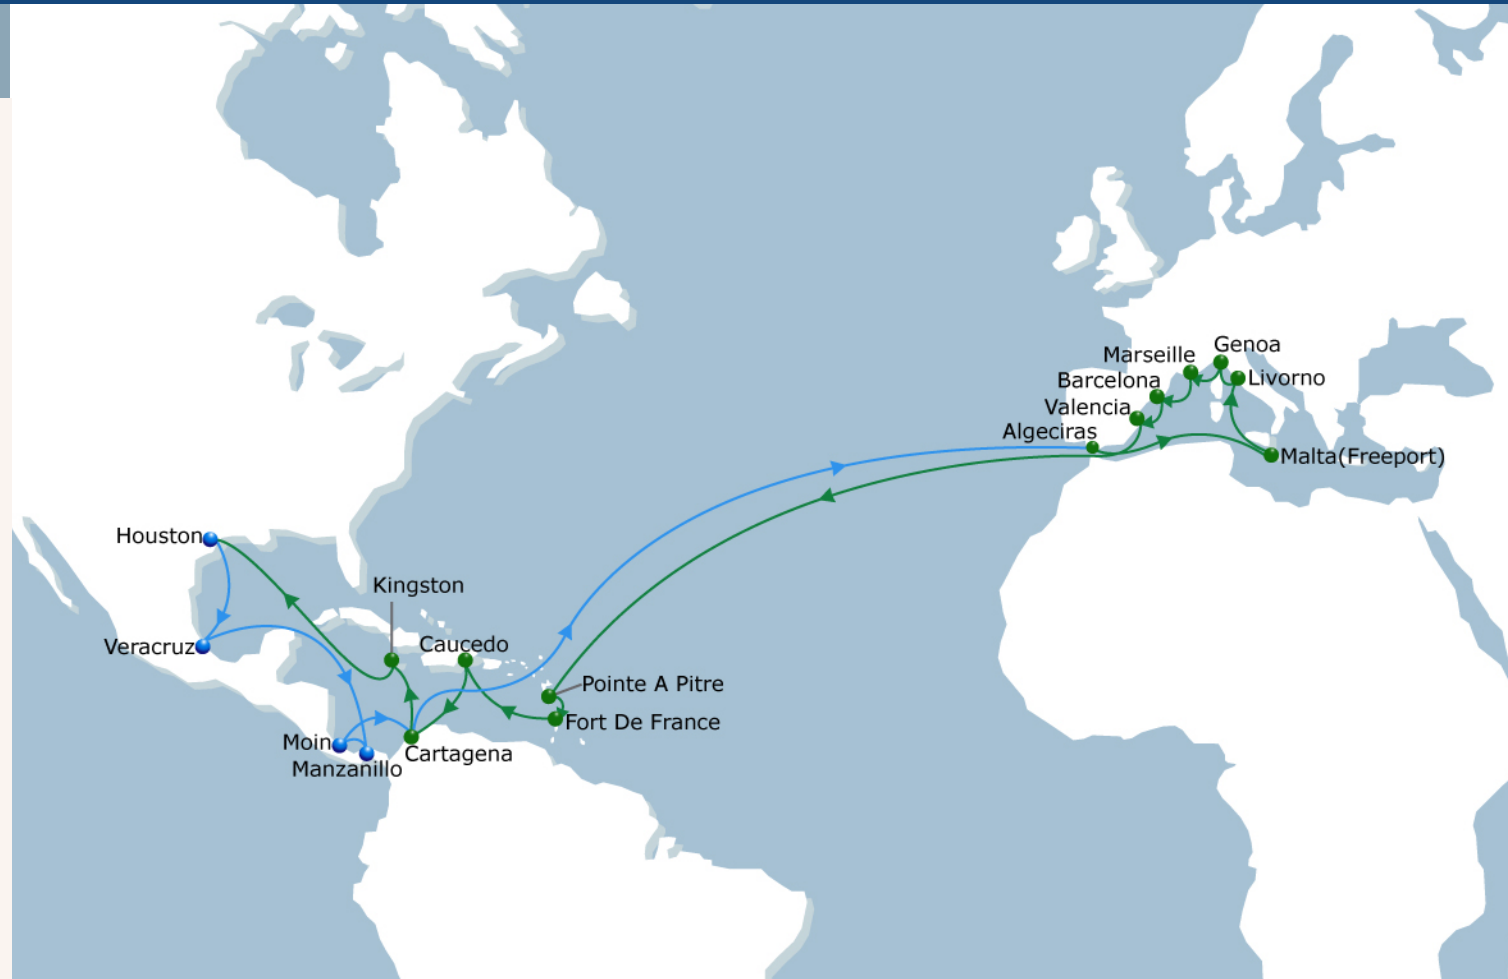 Genoa
Marseille
Livorno
Barcelona
Valencia
Algeciras
Malta(Freeport)
Houston
Kingston
Veracruz
Caucedo
Pointe A Pitre
Fort De France
Moin
Cartagena
Manzanillo